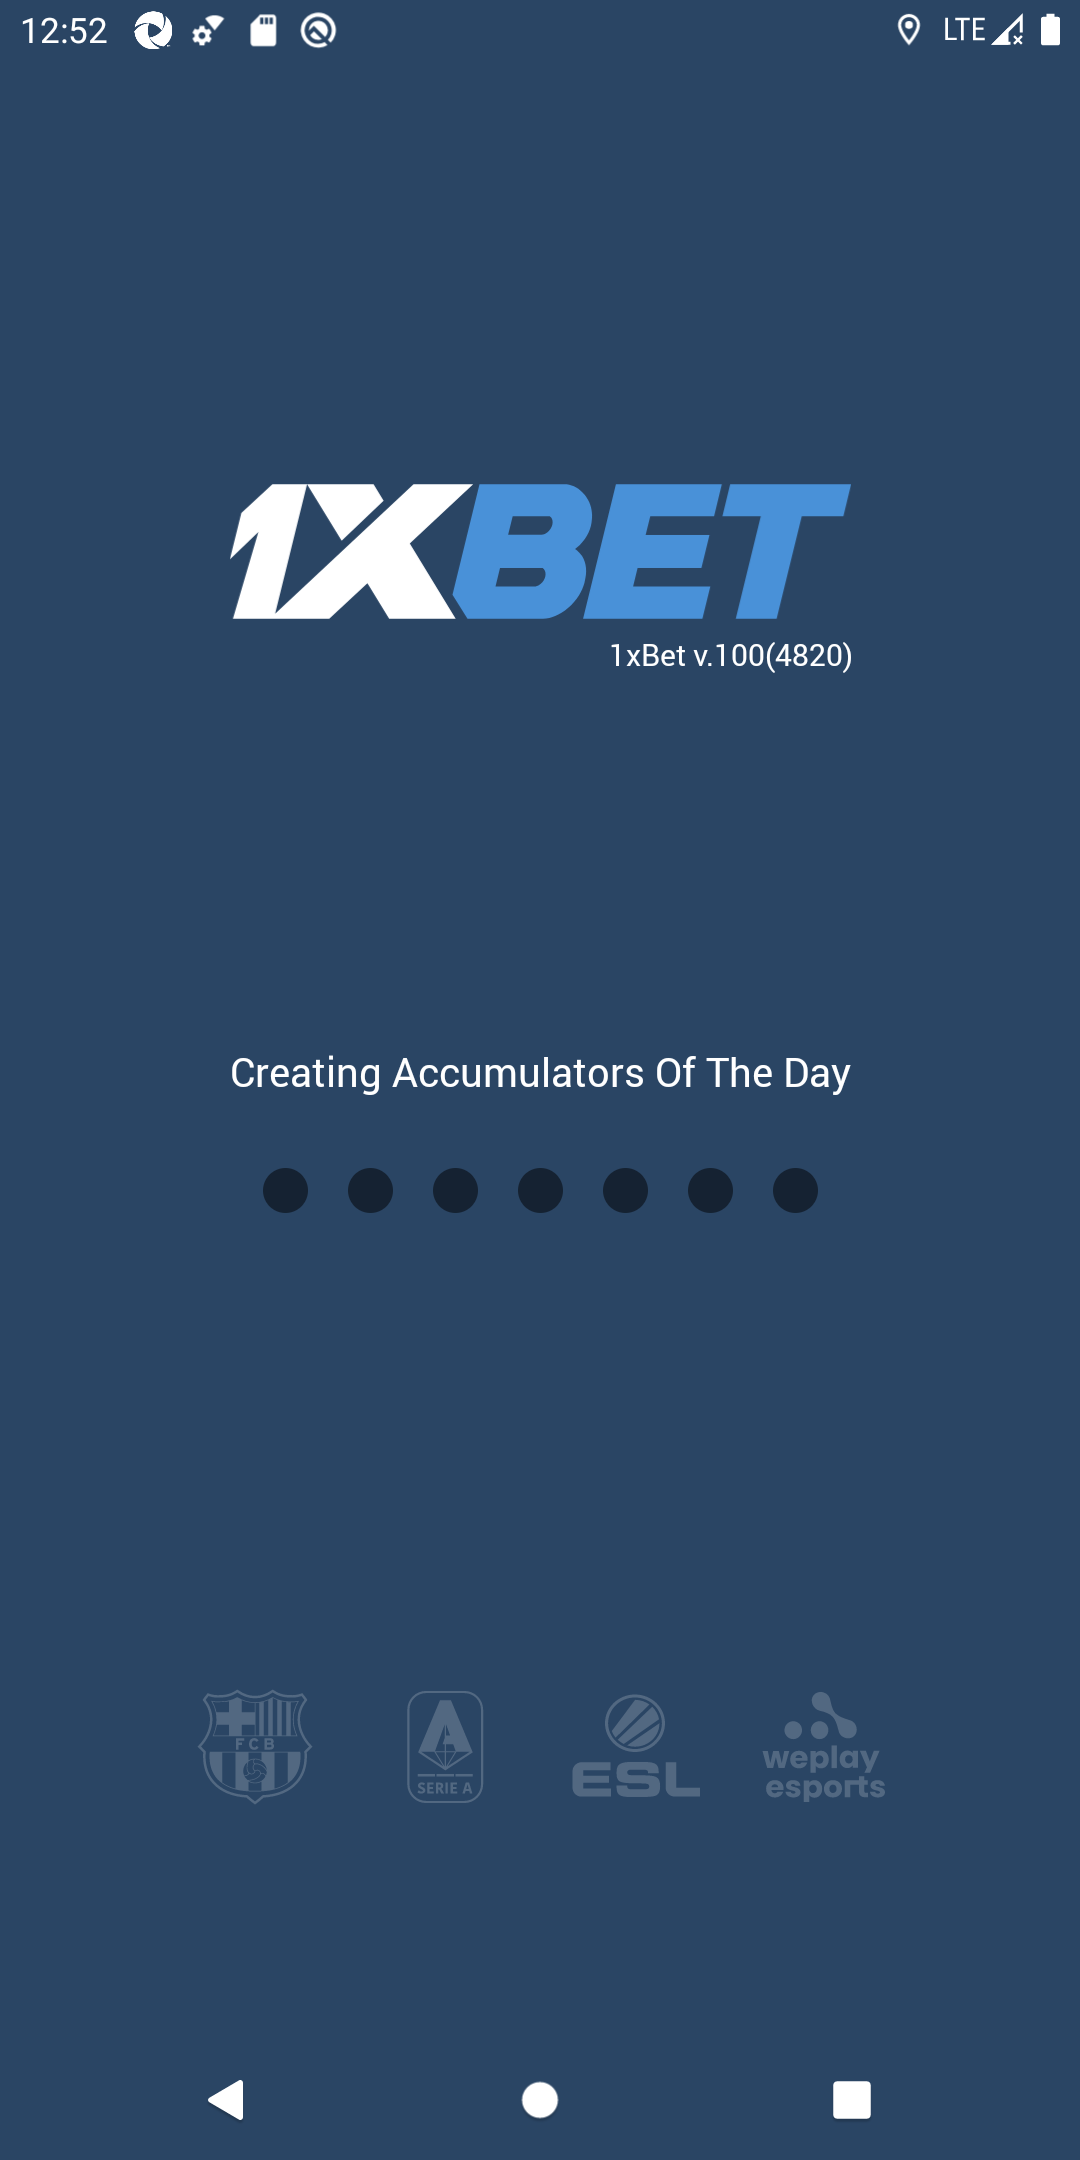 12:52 LTE
1XBET
1xBet v.100(4820)
Creating Accumulators Of The Day
FCB SERIE A ESL weplay esports